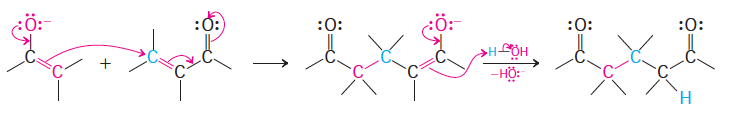 :Ö:⁻ :O: :O: :Ö:⁻ :O: :O:
C C + C C C C C C C C H—ÖH C C C C C
−HÖ:⁻
H